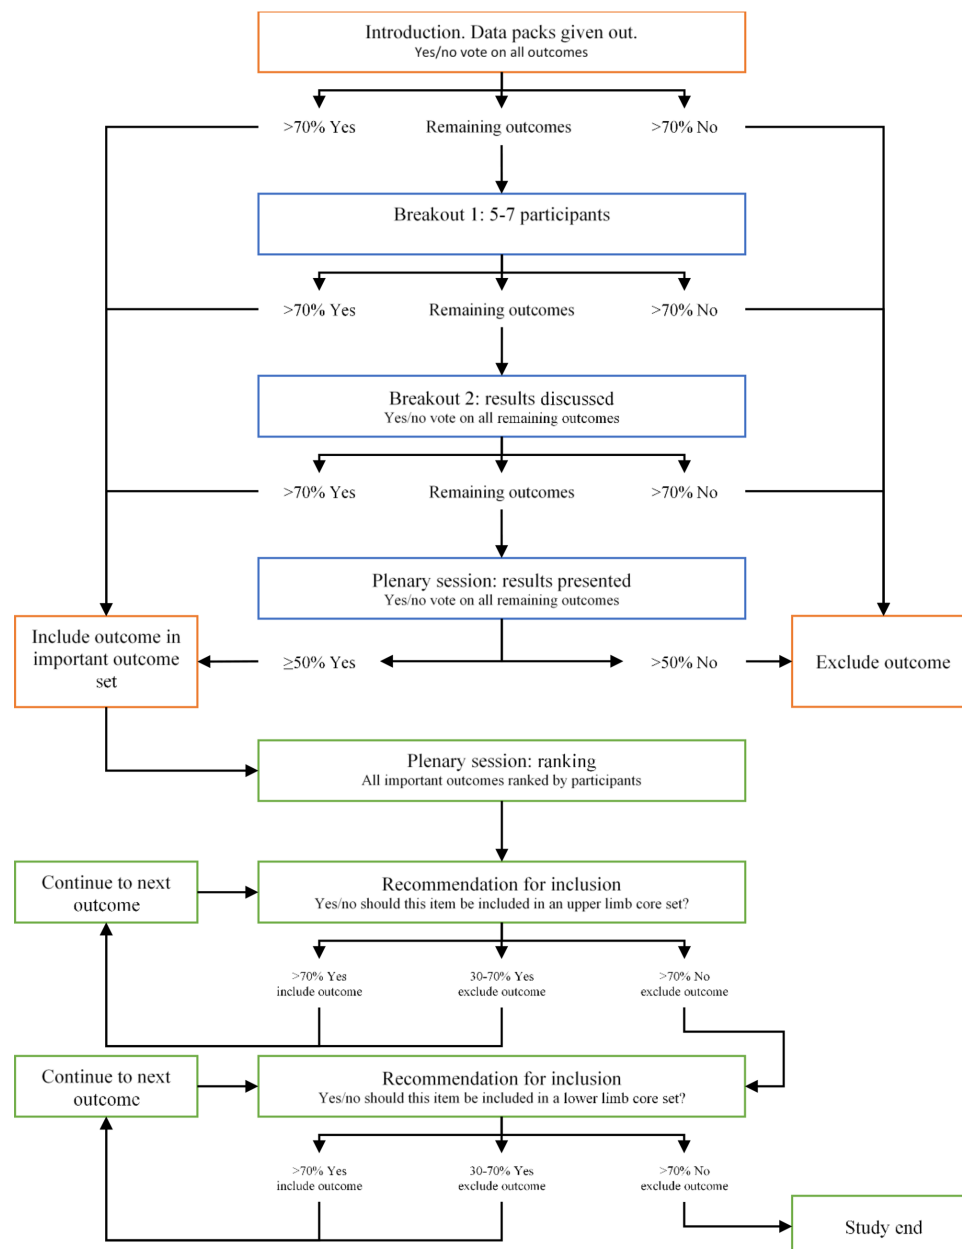 Introduction. Data packs given out.
Yes/no vote on all outcomes
>70% Yes
Remaining outcomes
>70% No
Breakout 1: 5-7 participants
>70% Yes
Remaining outcomes
>70% No
Breakout 2: results discussed
Yes/no vote on all remaining outcomes
>70% Yes
Remaining outcomes
>70% No
Plenary session: results presented
Yes/no vote on all remaining outcomes
Include outcome in
important outcome
set
≥50% Yes
>50% No
Exclude outcome
Plenary session: ranking
All important outcomes ranked by participants
Continue to next
outcome
Recommendation for inclusion
Yes/no should this item be included in an upper limb core set?
>70% Yes
include outcome
30-70% Yes
exclude outcome
>70% No
exclude outcome
Continue to next
outcome
Recommendation for inclusion
Yes/no should this item be included in a lower limb core set?
>70% Yes
include outcome
30-70% Yes
exclude outcome
>70% No
exclude outcome
Study end